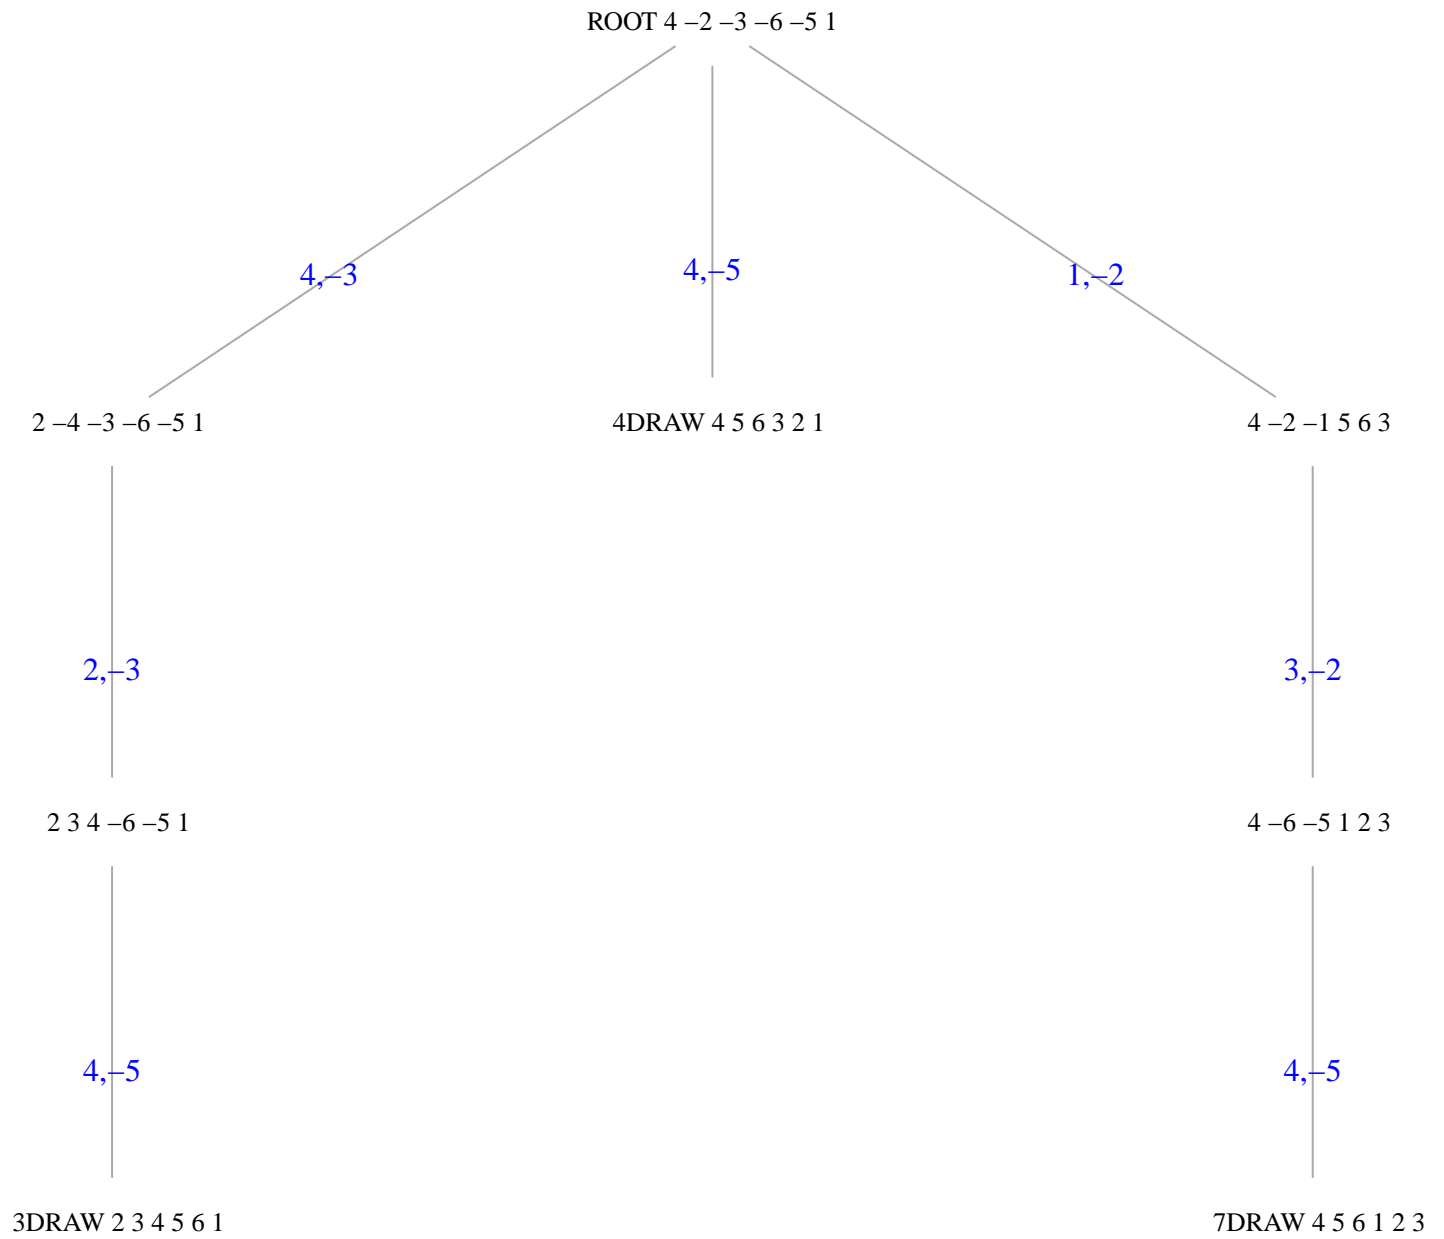 ROOT 4 –2 –3 –6 –5 1
4,–3
4,–5
1,–2
2 –4 –3 –6 –5 1
4DRAW 4 5 6 3 2 1
4 –2 –1 5 6 3
2,–3
3,–2
2 3 4 –6 –5 1
4 –6 –5 1 2 3
4,–5
4,–5
3DRAW 2 3 4 5 6 1
7DRAW 4 5 6 1 2 3